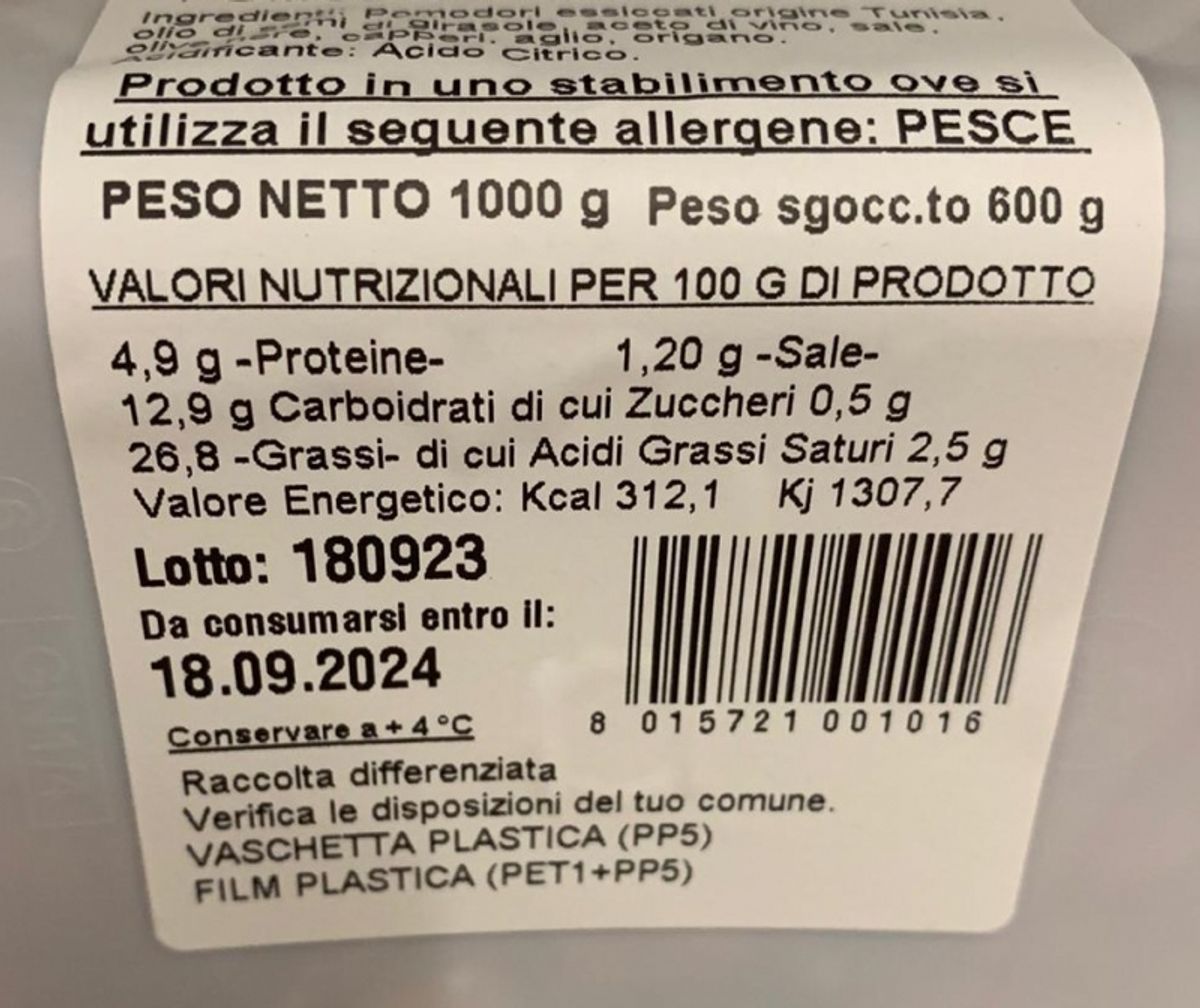 Ingredienti: Pomodori essiccati origine Tunisia,
olio di girasole, aceto di vino, sale,
capperi, aglio, origano.
Acidificante: Acido Citrico.
Prodotto in uno stabilimento ove si
utilizza il seguente allergene: PESCE
PESO NETTO 1000 g Peso sgocc.to 600 g
VALORI NUTRIZIONALI PER 100 G DI PRODOTTO
4,9 g -Proteine- 1,20 g -Sale-
12,9 g Carboidrati di cui Zuccheri 0,5 g
26,8 -Grassi- di cui Acidi Grassi Saturi 2,5 g
Valore Energetico: Kcal 312,1 Kj 1307,7
Lotto: 180923
Da consumarsi entro il:
18.09.2024
8 015721 001016
Conservare a + 4 °C
Raccolta differenziata
Verifica le disposizioni del tuo comune.
VASCHETTA PLASTICA (PP5)
FILM PLASTICA (PET1+PP5)